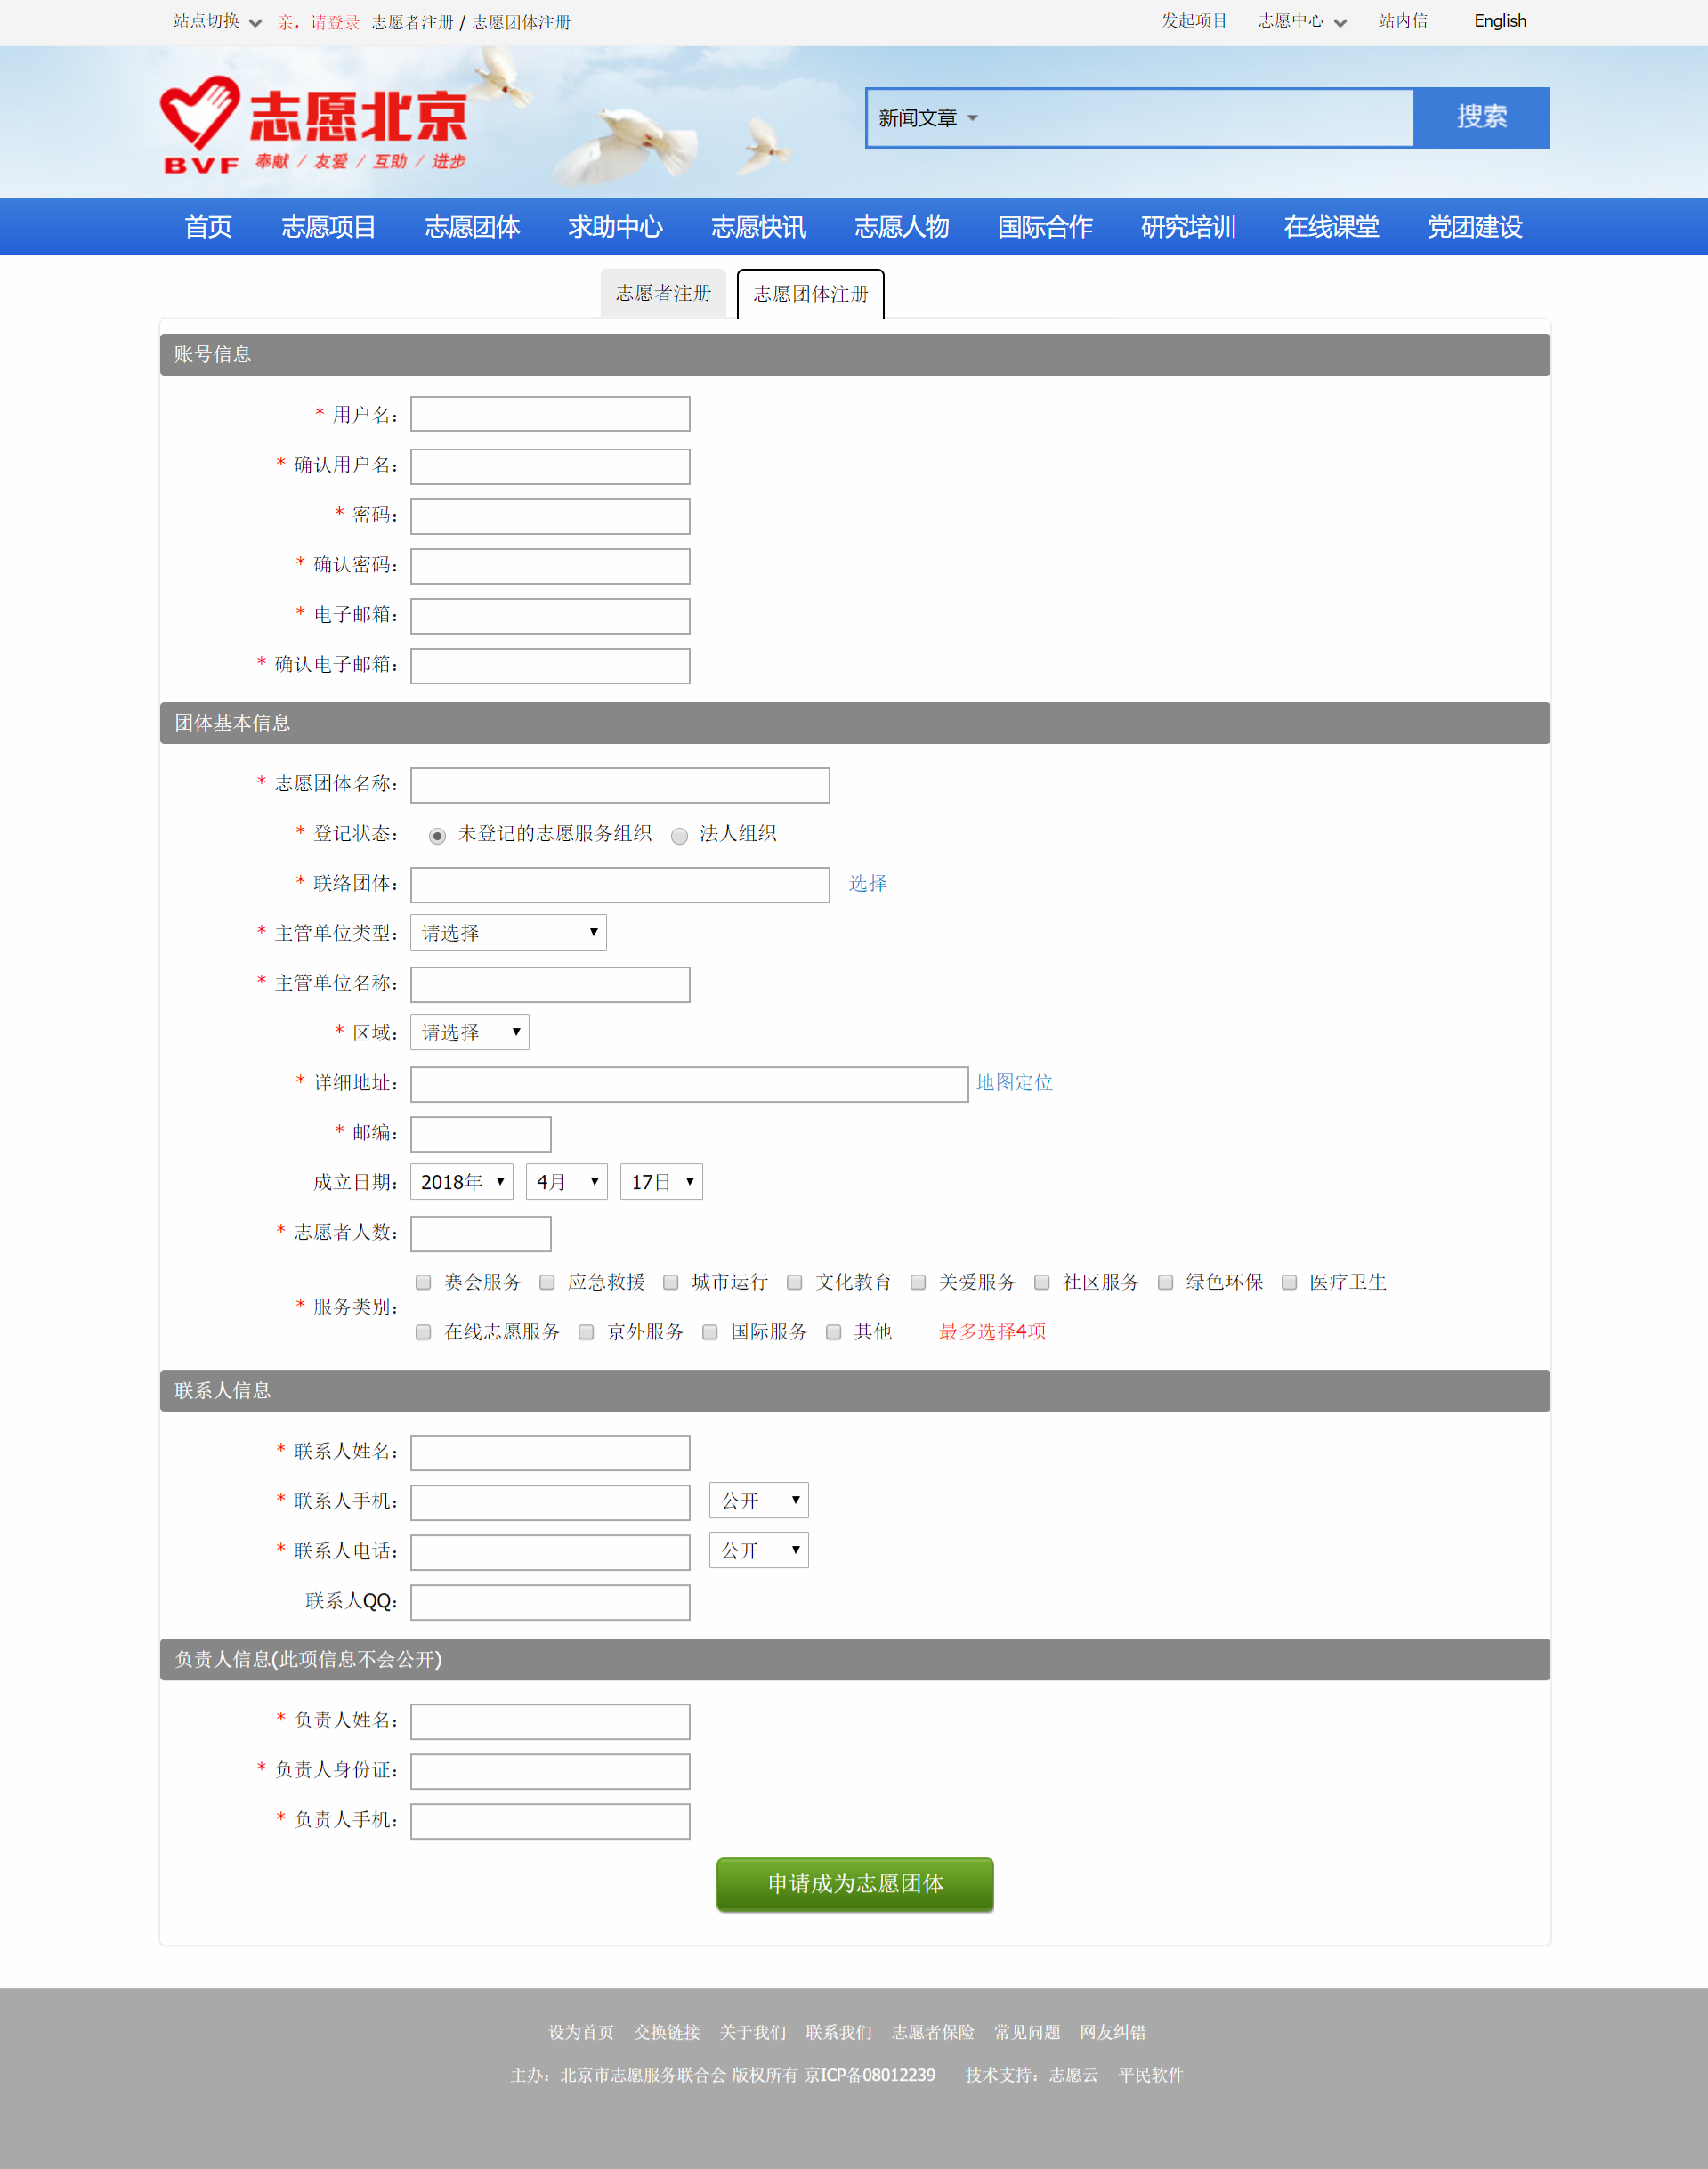 站点切换 亲，请登录 志愿者注册 / 志愿团体注册 发起项目 志愿中心 站内信 English
志愿北京
BVF 奉献 / 友爱 / 互助 / 进步
新闻文章 搜索
首页 志愿项目 志愿团体 求助中心 志愿快讯 志愿人物 国际合作 研究培训 在线课堂 党团建设
志愿者注册 志愿团体注册
账号信息
* 用户名：
* 确认用户名：
* 密码：
* 确认密码：
* 电子邮箱：
* 确认电子邮箱：
团体基本信息
* 志愿团体名称：
* 登记状态： 未登记的志愿服务组织 法人组织
* 联络团体： 选择
* 主管单位类型： 请选择
* 主管单位名称：
* 区域： 请选择
* 详细地址： 地图定位
* 邮编：
成立日期： 2018年 4月 17日
* 志愿者人数：
* 服务类别： 赛会服务 应急救援 城市运行 文化教育 关爱服务 社区服务 绿色环保 医疗卫生
在线志愿服务 京外服务 国际服务 其他 最多选择4项
联系人信息
* 联系人姓名：
* 联系人手机： 公开
* 联系人电话： 公开
联系人QQ：
负责人信息(此项信息不会公开)
* 负责人姓名：
* 负责人身份证：
* 负责人手机：
申请成为志愿团体
设为首页 交换链接 关于我们 联系我们 志愿者保险 常见问题 网友纠错
主办：北京市志愿服务联合会 版权所有 京ICP备08012239 技术支持：志愿云 平民软件